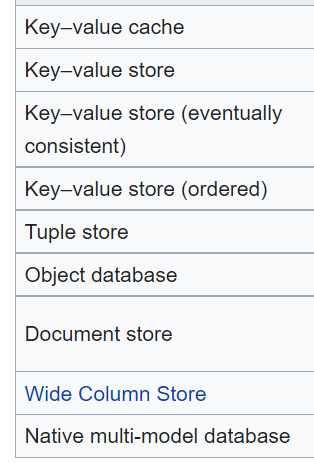 Key–value cache
Key–value store
Key–value store (eventually
consistent)
Key–value store (ordered)
Tuple store
Object database
Document store
Wide Column Store
Native multi-model database